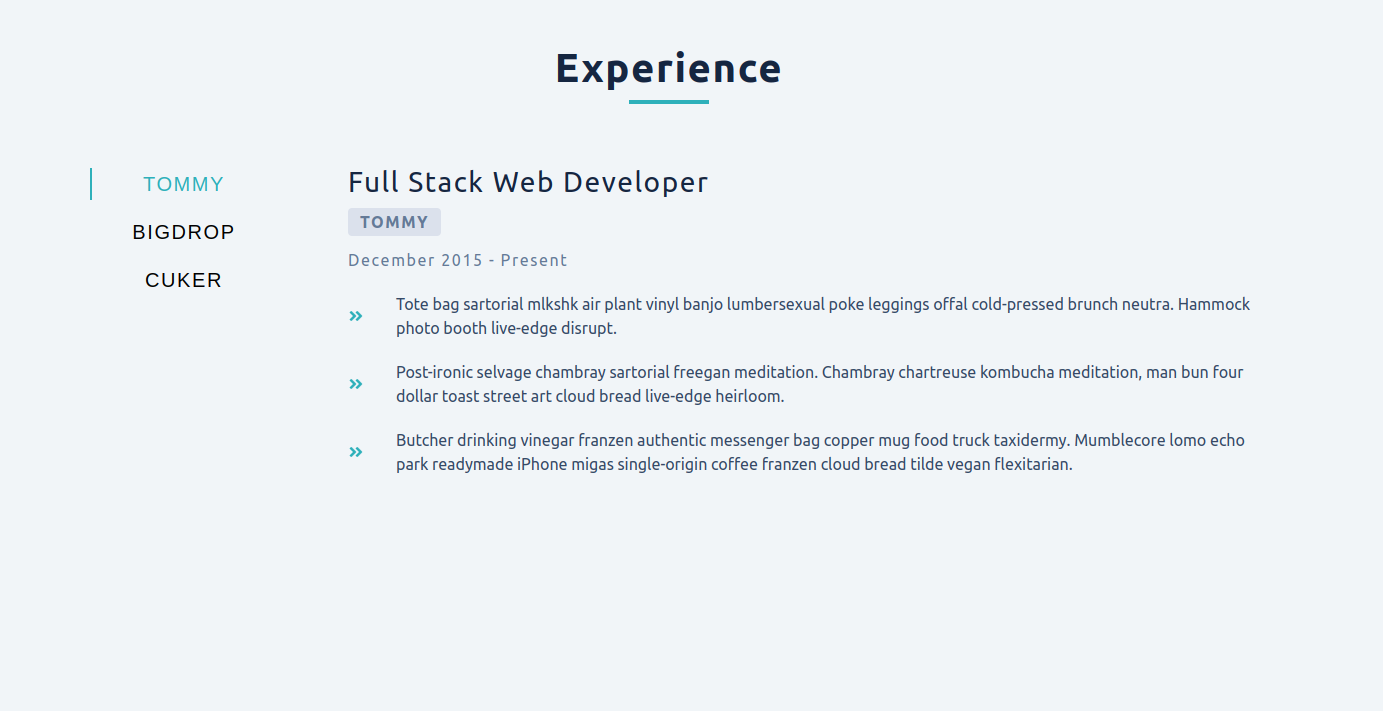 Experience
TOMMY
BIGDROP
CUKER
Full Stack Web Developer
TOMMY
December 2015 - Present
Tote bag sartorial mlkshk air plant vinyl banjo lumbersexual poke leggings offal cold-pressed brunch neutra. Hammock
photo booth live-edge disrupt.
Post-ironic selvage chambray sartorial freegan meditation. Chambray chartreuse kombucha meditation, man bun four
dollar toast street art cloud bread live-edge heirloom.
Butcher drinking vinegar franzen authentic messenger bag copper mug food truck taxidermy. Mumblecore lomo echo
park readymade iPhone migas single-origin coffee franzen cloud bread tilde vegan flexitarian.